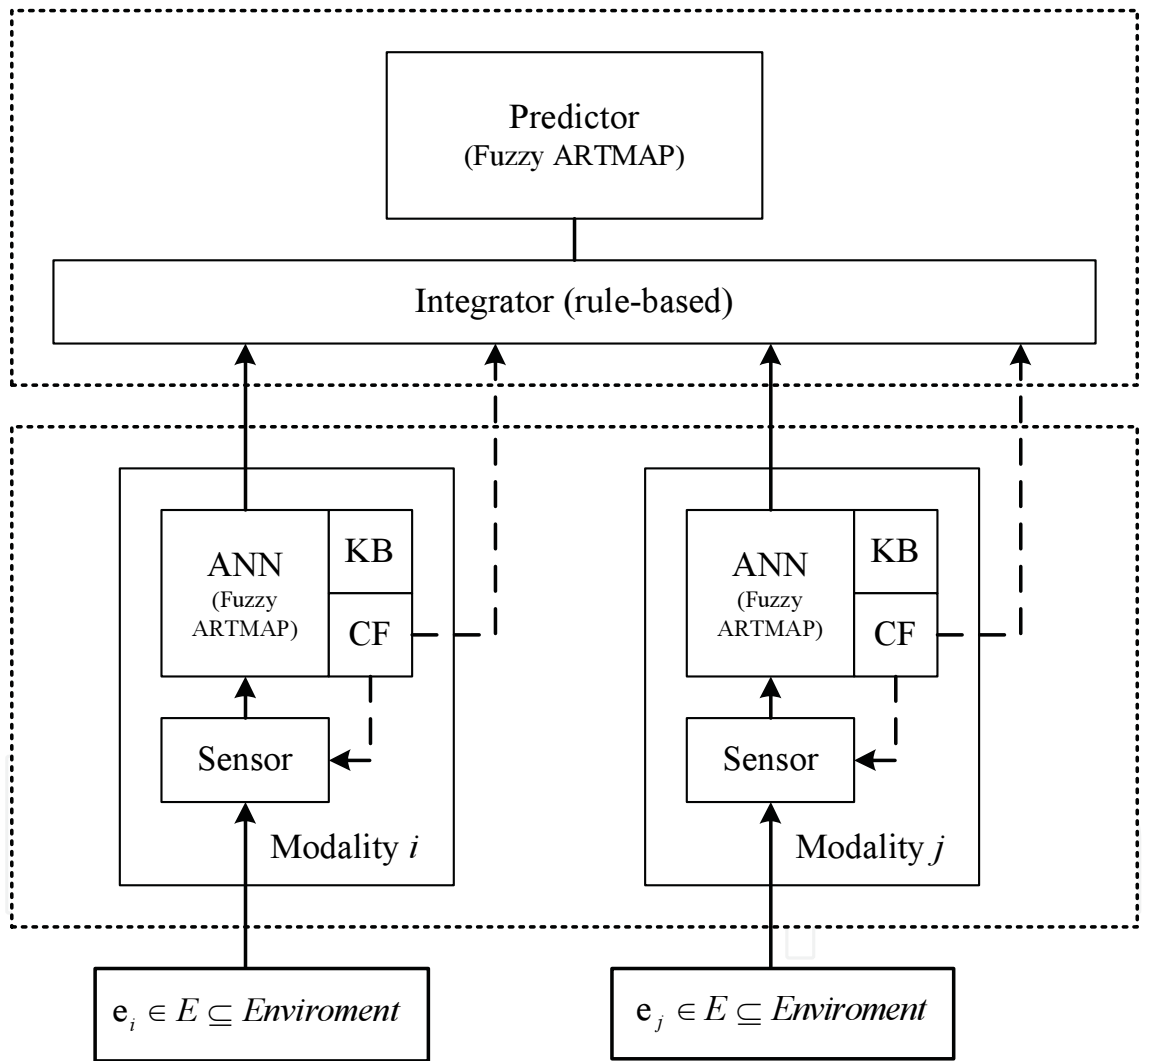 Predictor
(Fuzzy ARTMAP)
Integrator (rule-based)
ANN
(Fuzzy
ARTMAP)
KB
CF
Sensor
Modality i
ANN
(Fuzzy
ARTMAP)
KB
CF
Sensor
Modality j
e_i ∈ E ⊆ Enviroment
e_j ∈ E ⊆ Enviroment